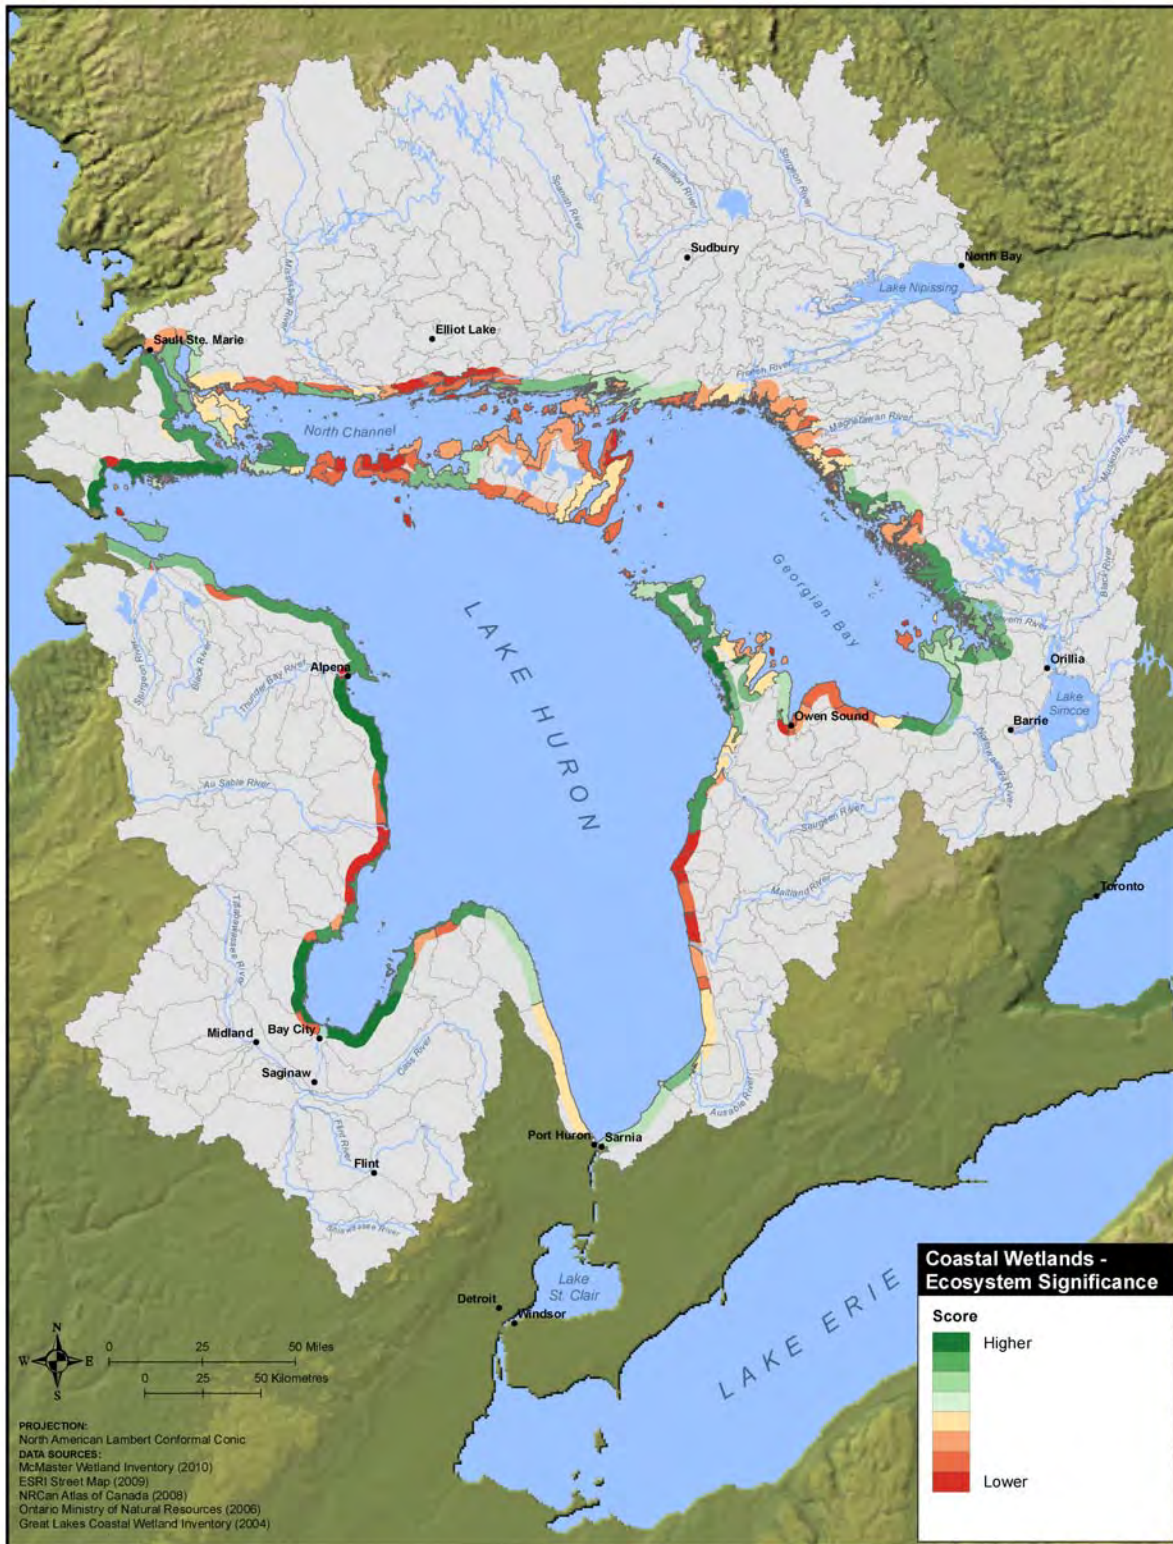 Spanish River
Vermilion River
Sturgeon River
Sudbury
North Bay
Lake Nipissing
Mississagi River
Elliot Lake
Sault Ste. Marie
French River
Magnetawan River
North Channel
Muskoka River
Georgian Bay
Black River
Severn River
LAKE HURON
Sturgeon River
Black River
Thunder Bay River
Alpena
Orillia
Lake
Simcoe
Owen Sound
Barrie
Nottawasaga River
Au Sable River
Saugeen River
Maitland River
Toronto
Tittabawassee River
Midland
Bay City
Cass River
Saginaw
Ausable River
Port Huron
Sarnia
Flint River
Flint
Shiawassee River
Lake
St. Clair
Detroit
Windsor
LAKE ERIE
Coastal Wetlands -
Ecosystem Significance
Score
Higher
Lower
N
W E
S
0 25 50 Miles
0 25 50 Kilometres
PROJECTION:
North American Lambert Conformal Conic
DATA SOURCES:
McMaster Wetland Inventory (2010)
ESRI Street Map (2009)
NRCan Atlas of Canada (2008)
Ontario Ministry of Natural Resources (2006)
Great Lakes Coastal Wetland Inventory (2004)